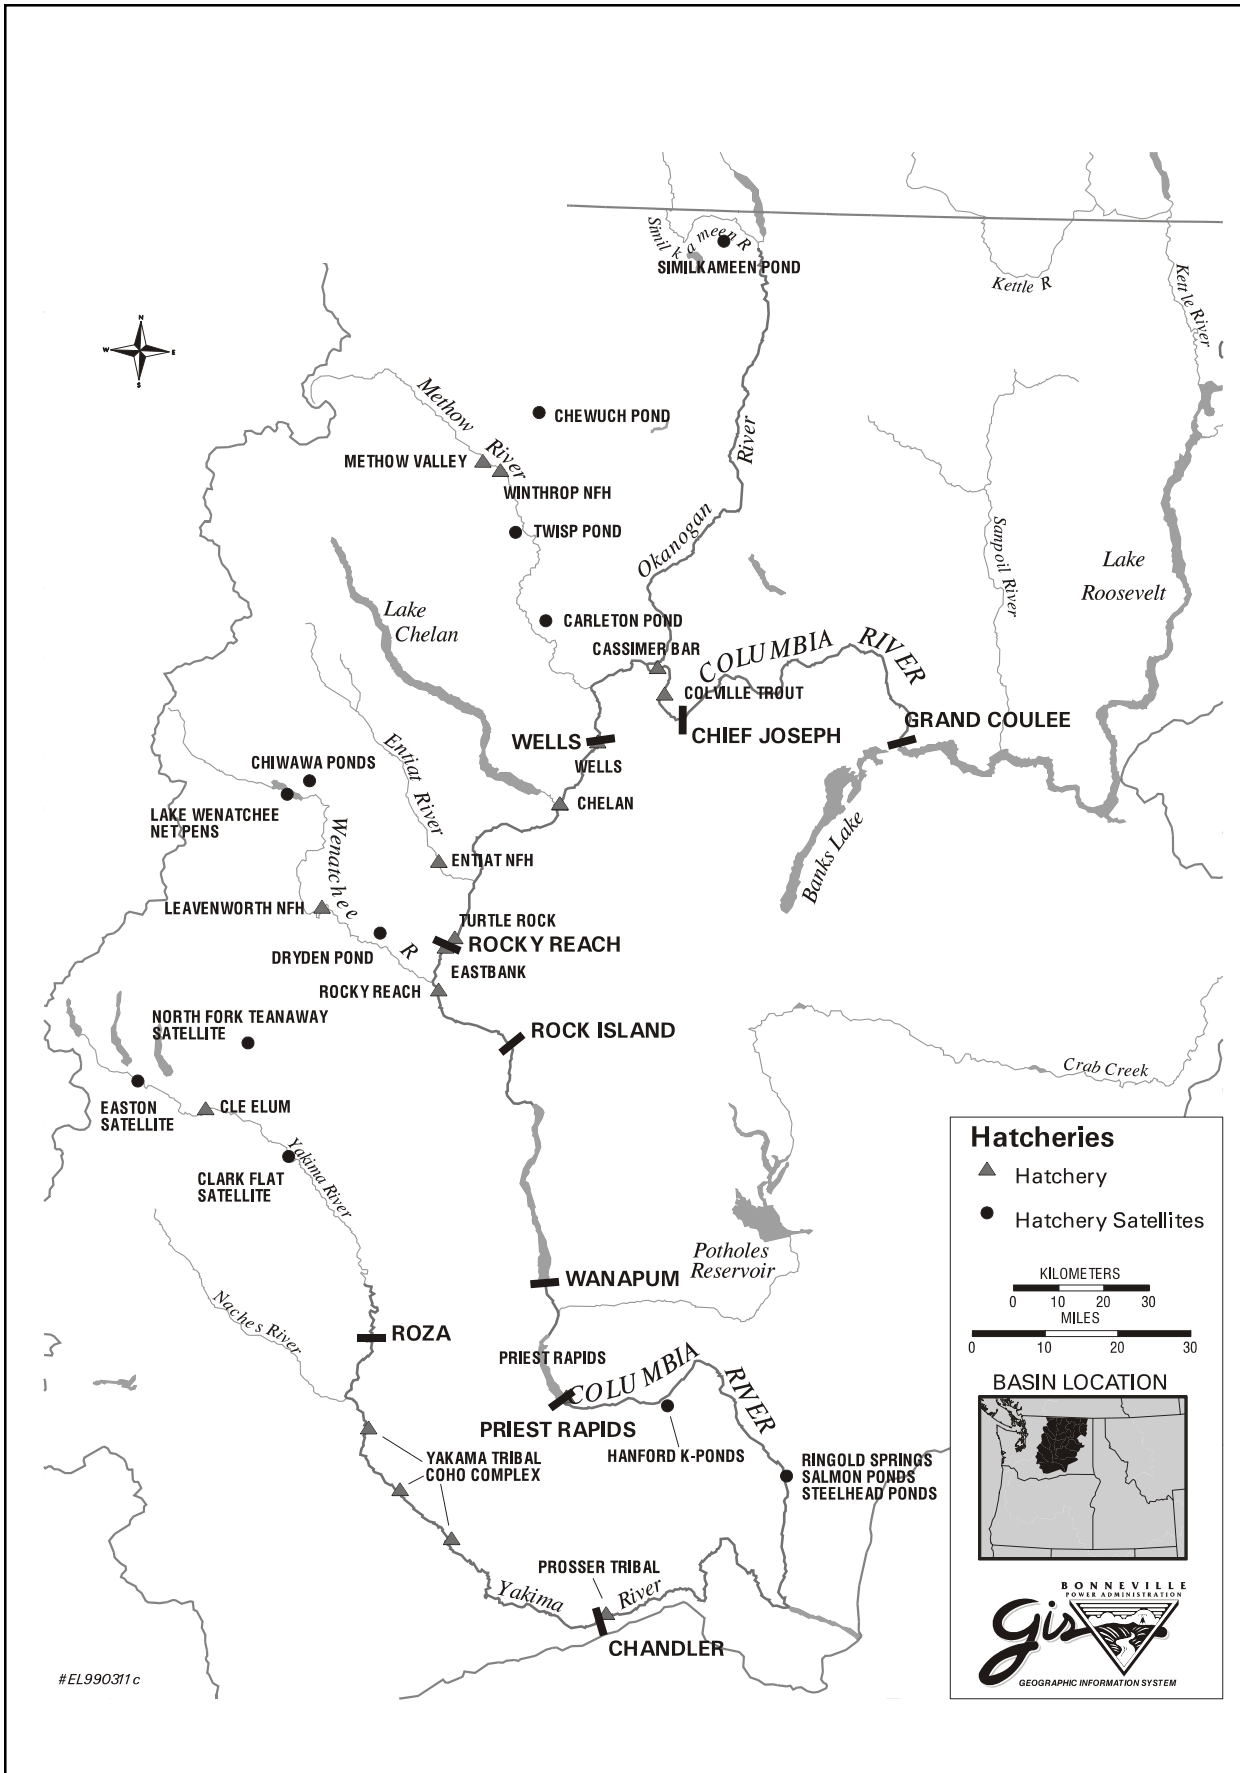 Similkameen R
SIMILKAMEEN POND
Kettle R
Kettle River
N
W
E
S
Methow
River
CHEWUCH POND
METHOW VALLEY
WINTHROP NFH
River
TWISP POND
Okanogan
Sanpoil River
Lake
Roosevelt
Lake
Chelan
CARLETON POND
CASSIMER BAR
COLUMBIA
RIVER
COLVILLE TROUT
GRAND COULEE
CHIEF JOSEPH
WELLS
WELLS
Entiat
River
CHIWAWA PONDS
CHELAN
LAKE WENATCHEE
NET PENS
Wenatchee
R
Banks Lake
ENTIAT NFH
LEAVENWORTH NFH
TURTLE ROCK
ROCKY REACH
DRYDEN POND
EASTBANK
ROCKY REACH
NORTH FORK TEANAWAY
SATELLITE
ROCK ISLAND
Crab Creek
EASTON
SATELLITE
CLE ELUM
Yakima River
CLARK FLAT
SATELLITE
Potholes
Reservoir
WANAPUM
Naches River
ROZA
PRIEST RAPIDS
COLUMBIA
RIVER
PRIEST RAPIDS
HANFORD K-PONDS
YAKAMA TRIBAL
COHO COMPLEX
RINGOLD SPRINGS
SALMON PONDS
STEELHEAD PONDS
PROSSER TRIBAL
Yakima
River
CHANDLER
#EL990311c
Hatcheries
Hatchery
Hatchery Satellites
KILOMETERS
0 10 20 30
MILES
0 10 20 30
BASIN LOCATION
BONNEVILLE
POWER ADMINISTRATION
gis
GEOGRAPHIC INFORMATION SYSTEM